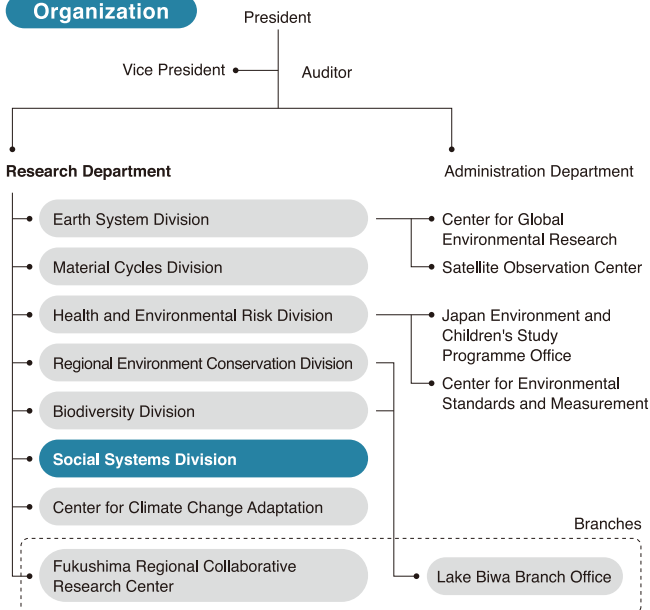 Organization
President
Vice President
Auditor
Research Department
Administration Department
Earth System Division
Center for Global
Environmental Research
Material Cycles Division
Satellite Observation Center
Health and Environmental Risk Division
Japan Environment and
Children's Study
Programme Office
Regional Environment Conservation Division
Center for Environmental
Standards and Measurement
Biodiversity Division
Social Systems Division
Center for Climate Change Adaptation
Branches
Fukushima Regional Collaborative
Research Center
Lake Biwa Branch Office